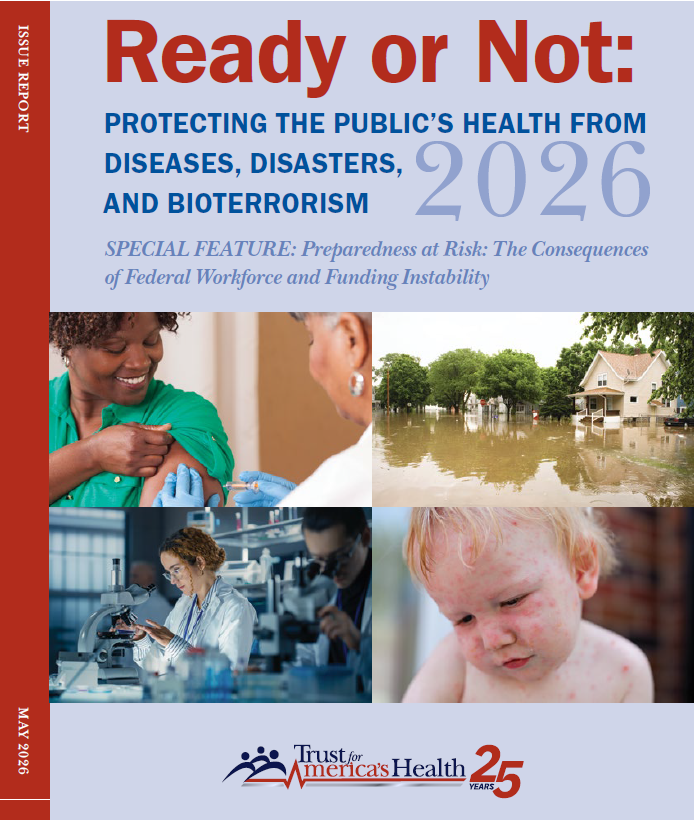 ISSUE REPORT
Ready or Not:
PROTECTING THE PUBLIC'S HEALTH FROM
DISEASES, DISASTERS,
AND BIOTERRORISM
2026
SPECIAL FEATURE: Preparedness at Risk: The Consequences
of Federal Workforce and Funding Instability
MAY 2026
Trust for
America's Health
25
YEARS